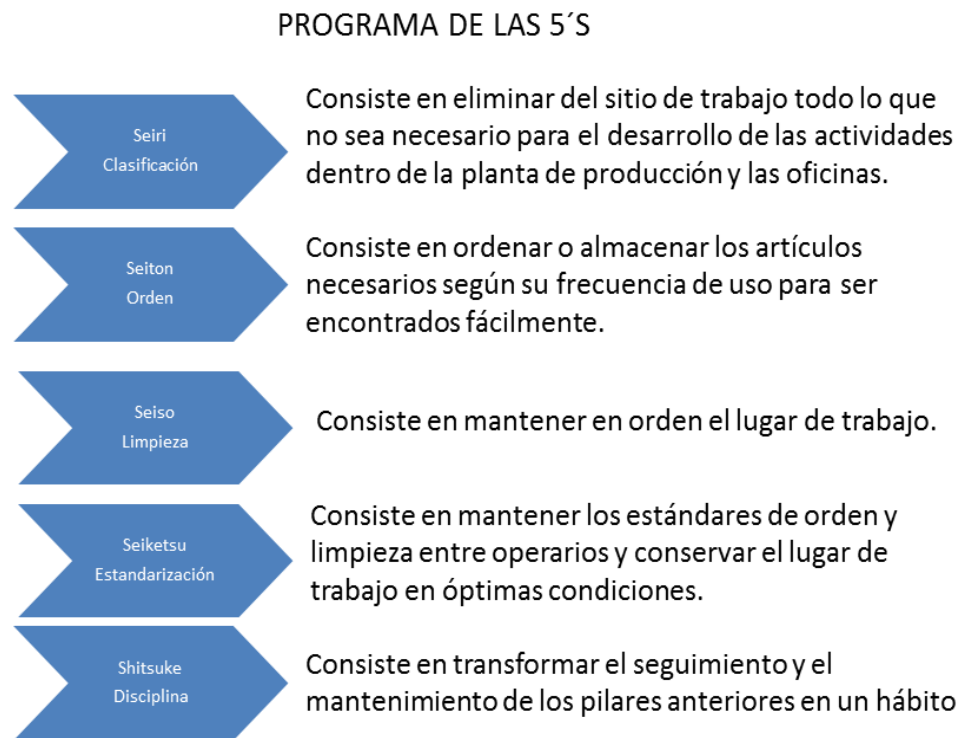 PROGRAMA DE LAS 5´S
Seiri
Clasificación
Consiste en eliminar del sitio de trabajo todo lo que
no sea necesario para el desarrollo de las actividades
dentro de la planta de producción y las oficinas.
Seiton
Orden
Consiste en ordenar o almacenar los artículos
necesarios según su frecuencia de uso para ser
encontrados fácilmente.
Seiso
Limpieza
Consiste en mantener en orden el lugar de trabajo.
Seiketsu
Estandarización
Consiste en mantener los estándares de orden y
limpieza entre operarios y conservar el lugar de
trabajo en óptimas condiciones.
Shitsuke
Disciplina
Consiste en transformar el seguimiento y el
mantenimiento de los pilares anteriores en un hábito